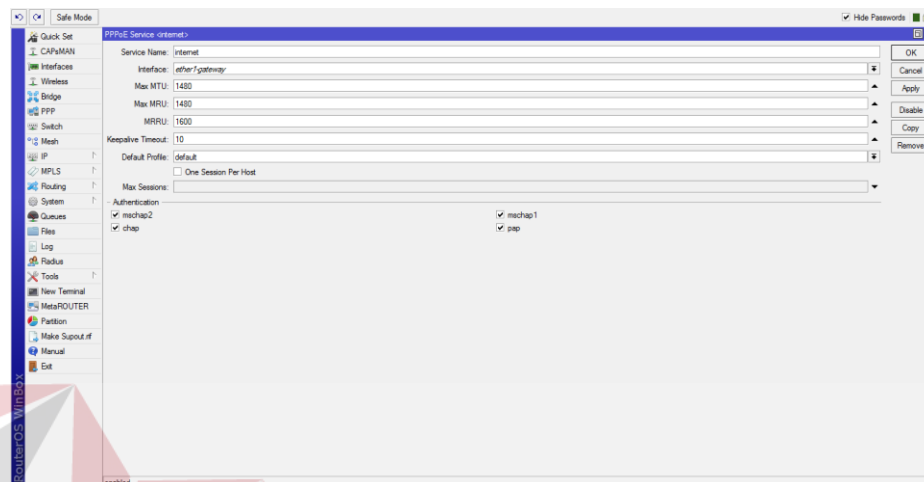 Safe Mode
Hide Passwords
Quick Set
CAPsMAN
Interfaces
Wireless
Bridge
PPP
Switch
Mesh
IP
MPLS
Routing
System
Queues
Files
Log
Radius
Tools
New Terminal
MetaROUTER
Partition
Make Supout.rif
Manual
Exit
RouterOS WinBox
PPPoE Service <internet>
Service Name: internet
Interface: ether1-gateway
Max MTU: 1480
Max MRU: 1480
MRRU: 1600
Keepalive Timeout: 10
Default Profile: default
One Session Per Host
Max Sessions:
Authentication
mschap2 mschap1
chap pap
OK
Cancel
Apply
Disable
Copy
Remove
enabled